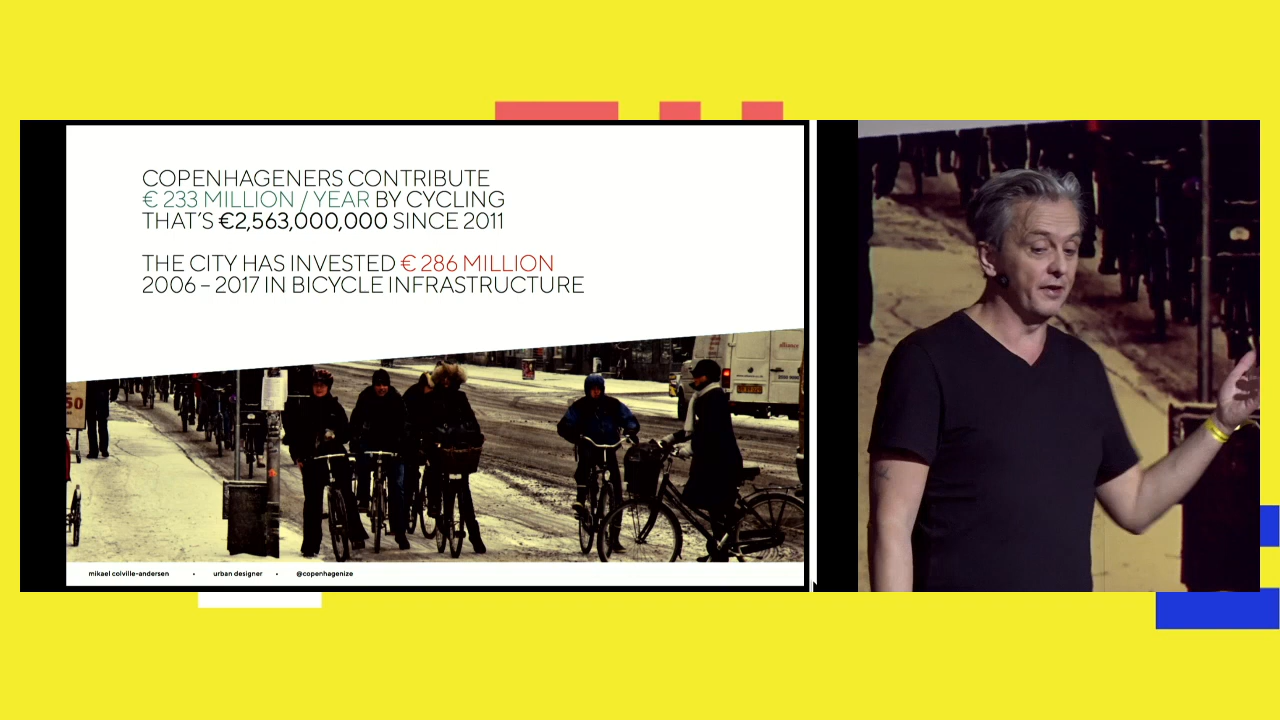 COPENHAGENERS CONTRIBUTE
€ 233 MILLION / YEAR BY CYCLING
THAT'S €2,563,000,000 SINCE 2011
THE CITY HAS INVESTED € 286 MILLION
2006 – 2017 IN BICYCLE INFRASTRUCTURE
50
mikael colville-andersen • urban designer • @copenhagenize